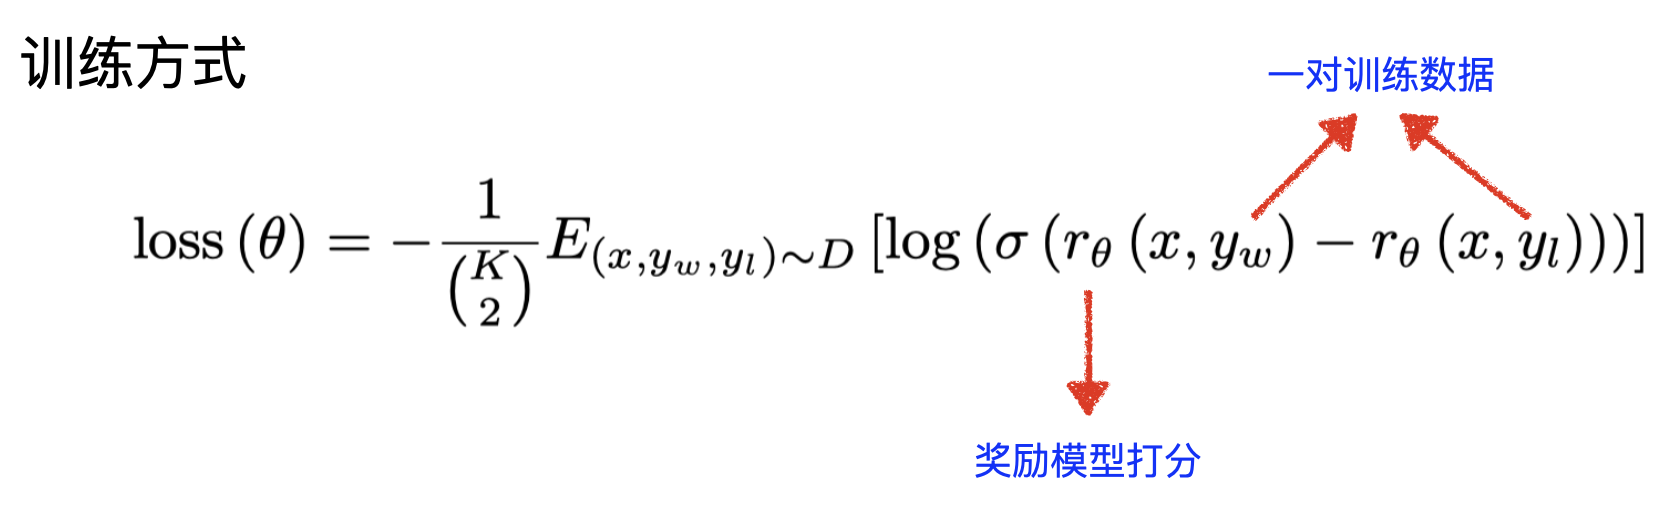 训练方式
一对训练数据
loss (θ) = − 1/(K 2) E_{(x,y_w,y_l)∼D} [log (σ (r_θ (x, y_w) − r_θ (x, y_l)))]
奖励模型打分